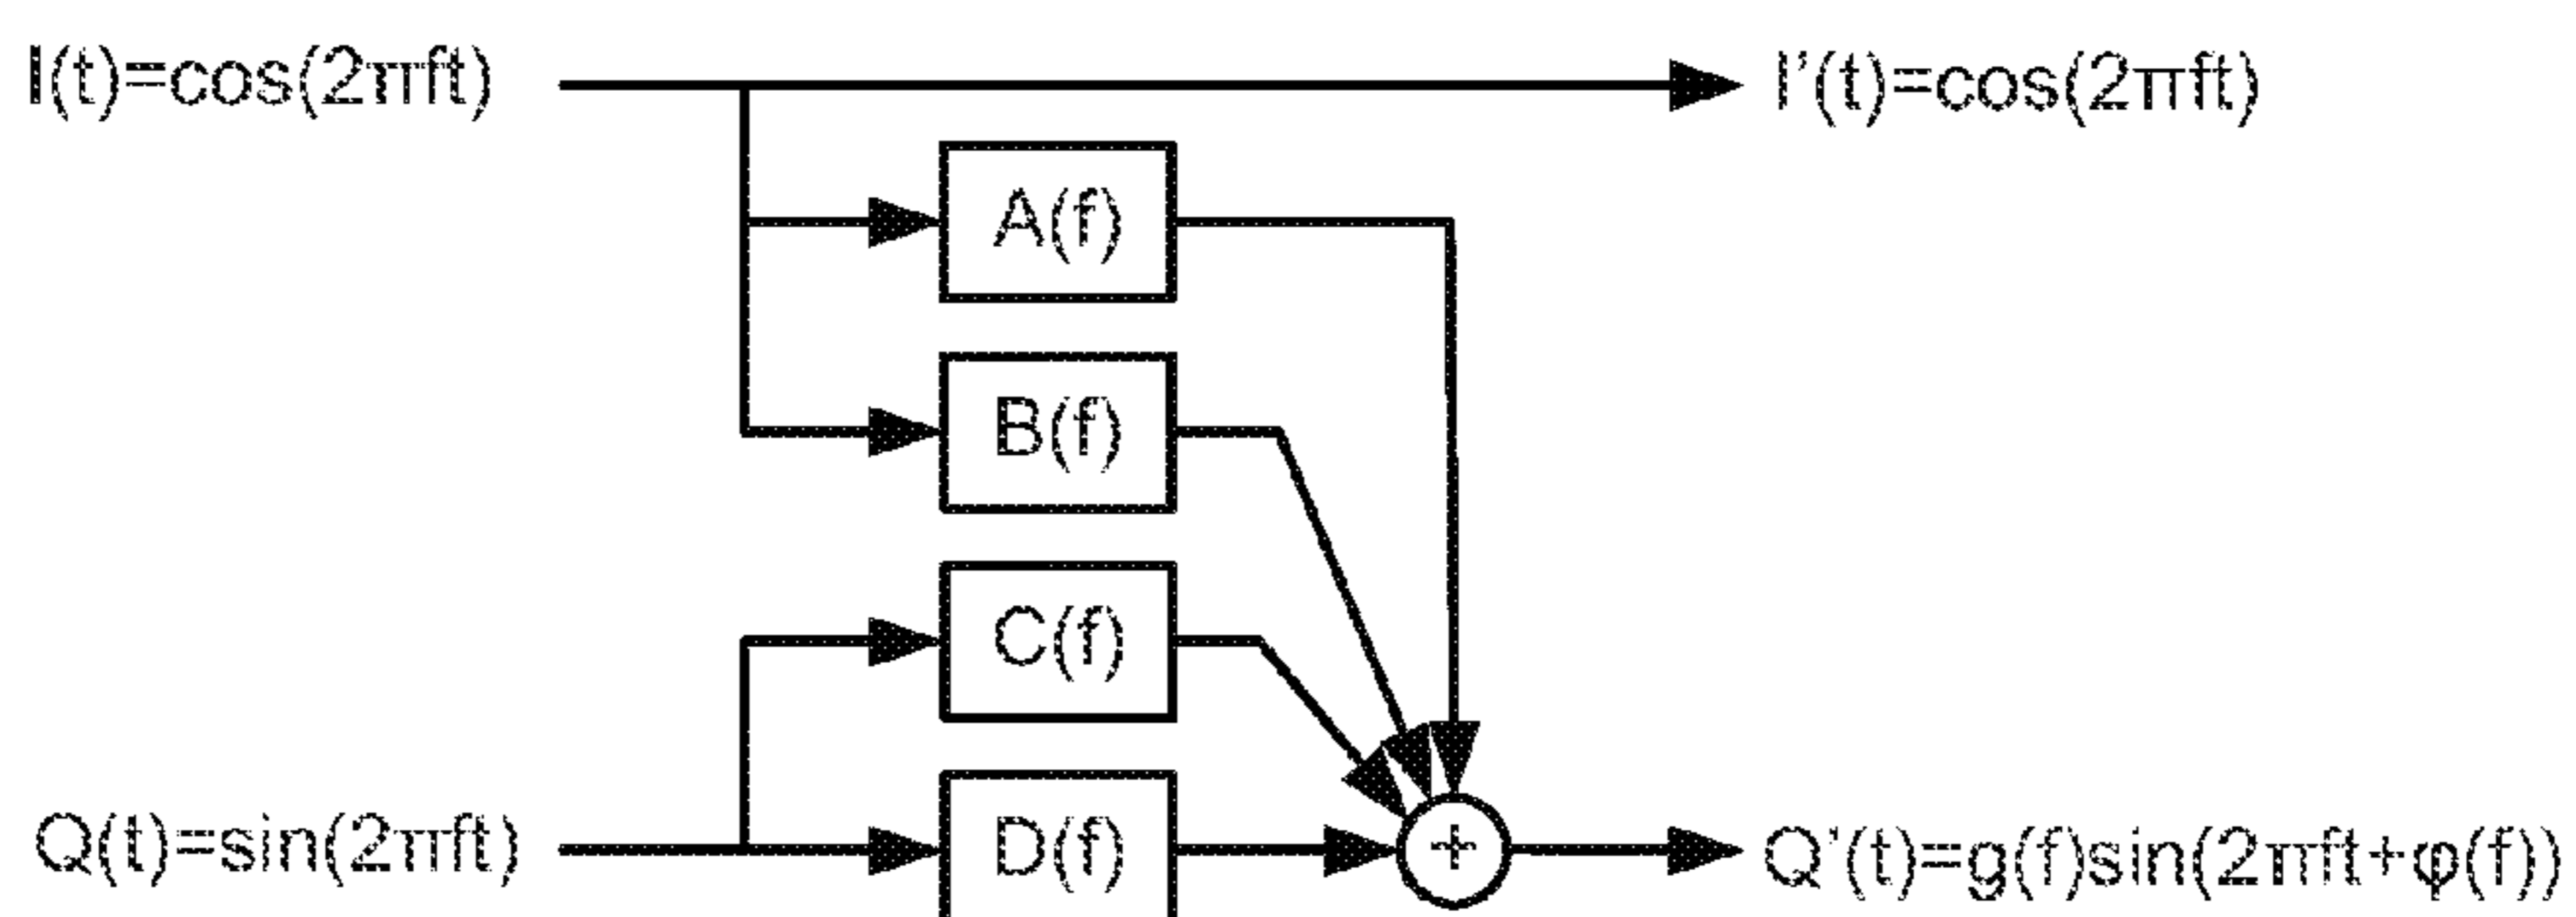 I(t)=cos(2πft)
I’(t)=cos(2πft)
A(f)
B(f)
C(f)
D(f)
+
Q(t)=sin(2πft)
Q’(t)=g(f)sin(2πft+φ(f))